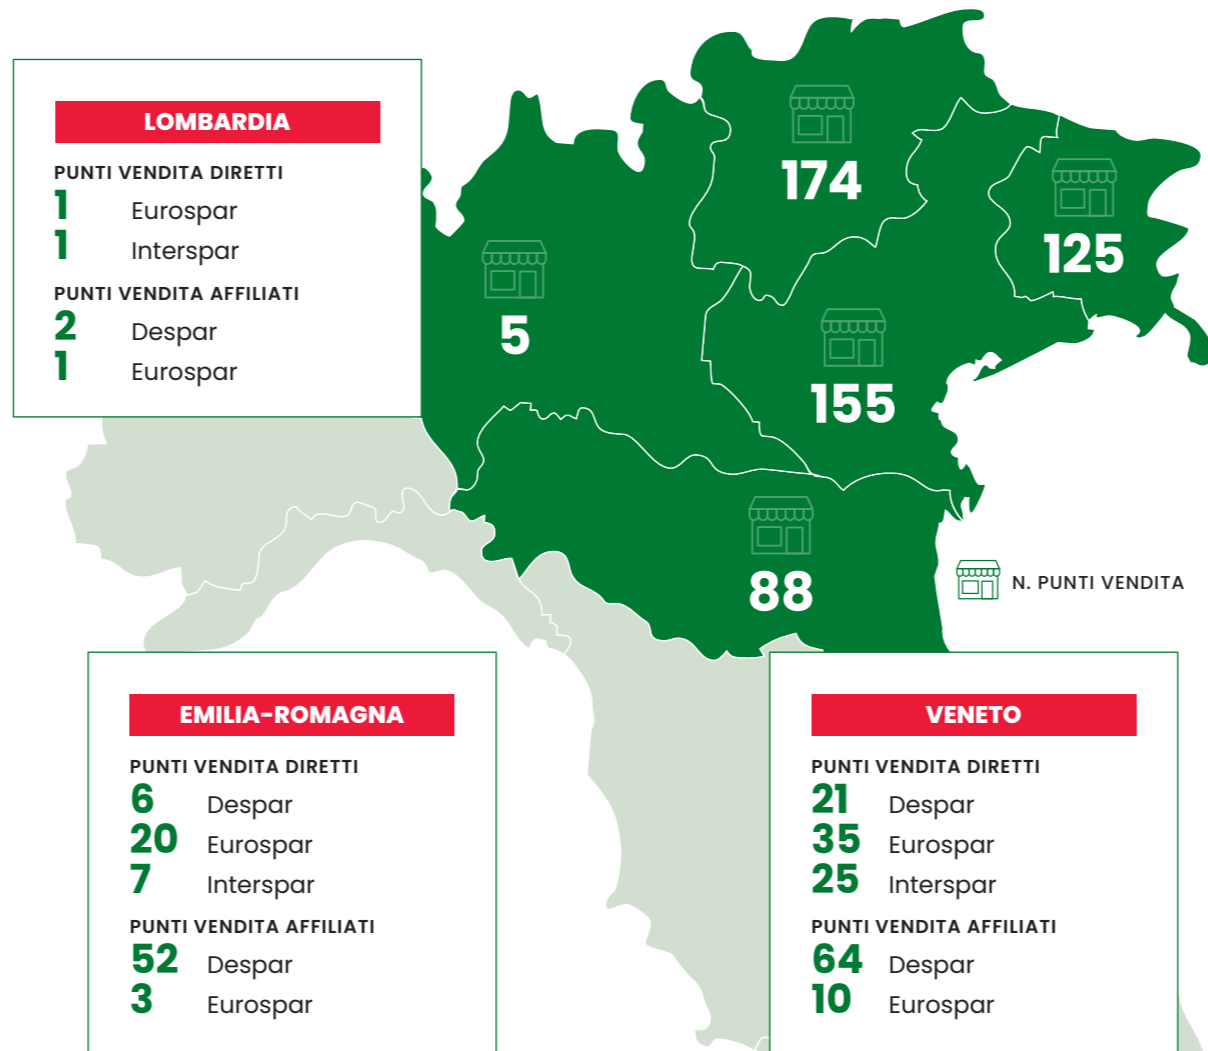 LOMBARDIA
PUNTI VENDITA DIRETTI
1 Eurospar
1 Interspar
PUNTI VENDITA AFFILIATI
2 Despar
1 Eurospar
174
125
5
155
88
N. PUNTI VENDITA
EMILIA-ROMAGNA
PUNTI VENDITA DIRETTI
6 Despar
20 Eurospar
7 Interspar
PUNTI VENDITA AFFILIATI
52 Despar
3 Eurospar
VENETO
PUNTI VENDITA DIRETTI
21 Despar
35 Eurospar
25 Interspar
PUNTI VENDITA AFFILIATI
64 Despar
10 Eurospar